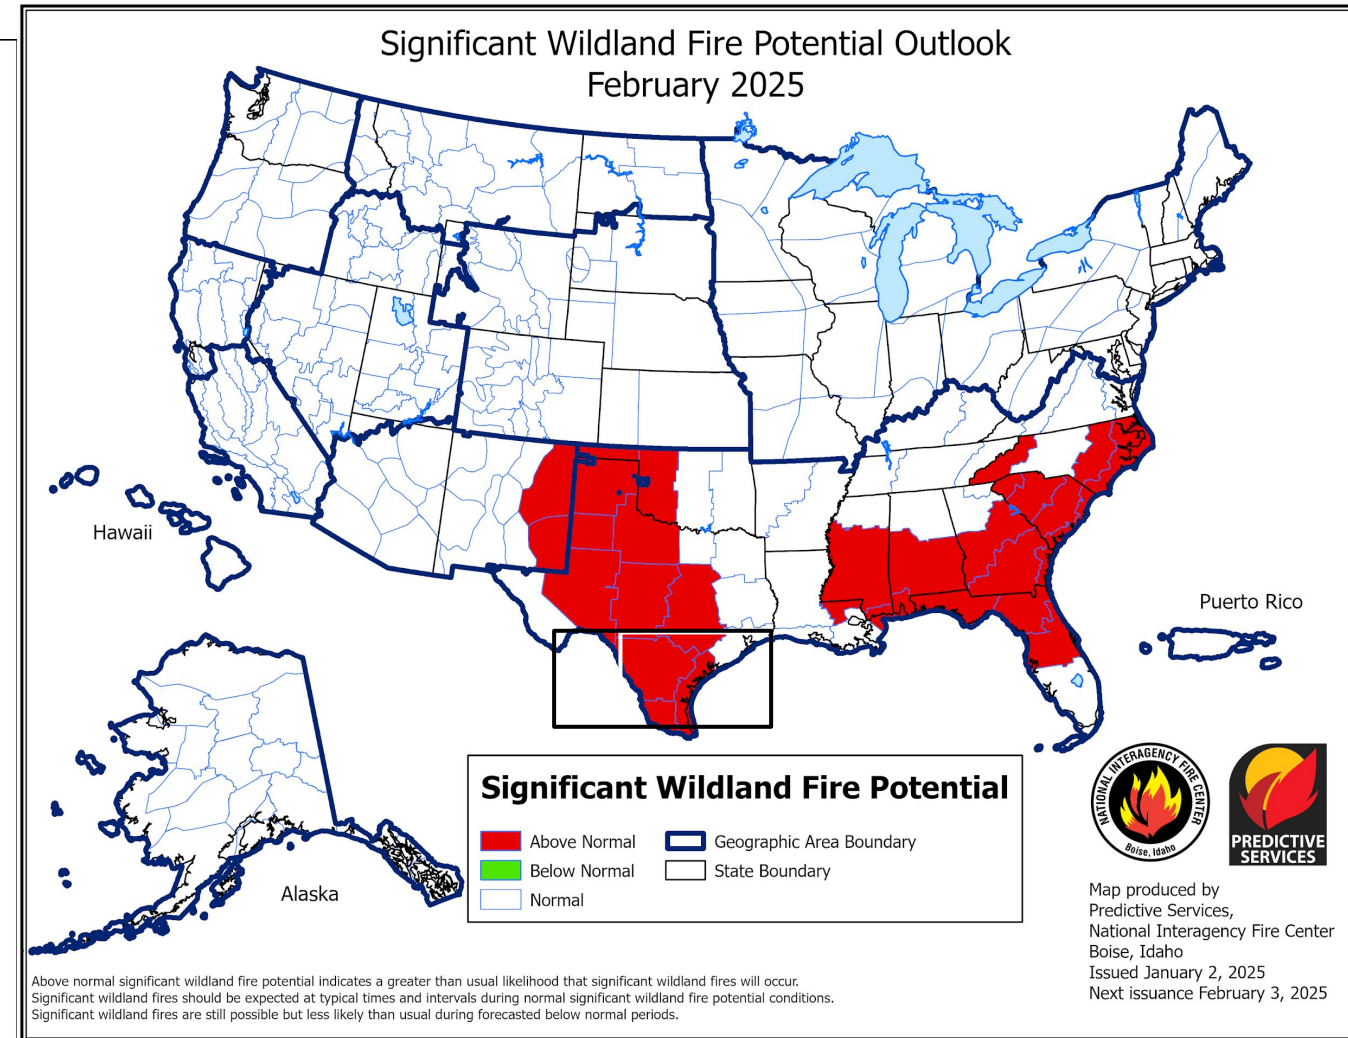 Significant Wildland Fire Potential Outlook
February 2025
Hawaii
Puerto Rico
Alaska
Significant Wildland Fire Potential
Above Normal
Geographic Area Boundary
Below Normal
State Boundary
Normal
NATIONAL INTERAGENCY FIRE CENTER
Boise, Idaho
PREDICTIVE
SERVICES
Map produced by
Predictive Services,
National Interagency Fire Center
Boise, Idaho
Issued January 2, 2025
Next issuance February 3, 2025
Above normal significant wildland fire potential indicates a greater than usual likelihood that significant wildland fires will occur.
Significant wildland fires should be expected at typical times and intervals during normal significant wildland fire potential conditions.
Significant wildland fires are still possible but less likely than usual during forecasted below normal periods.